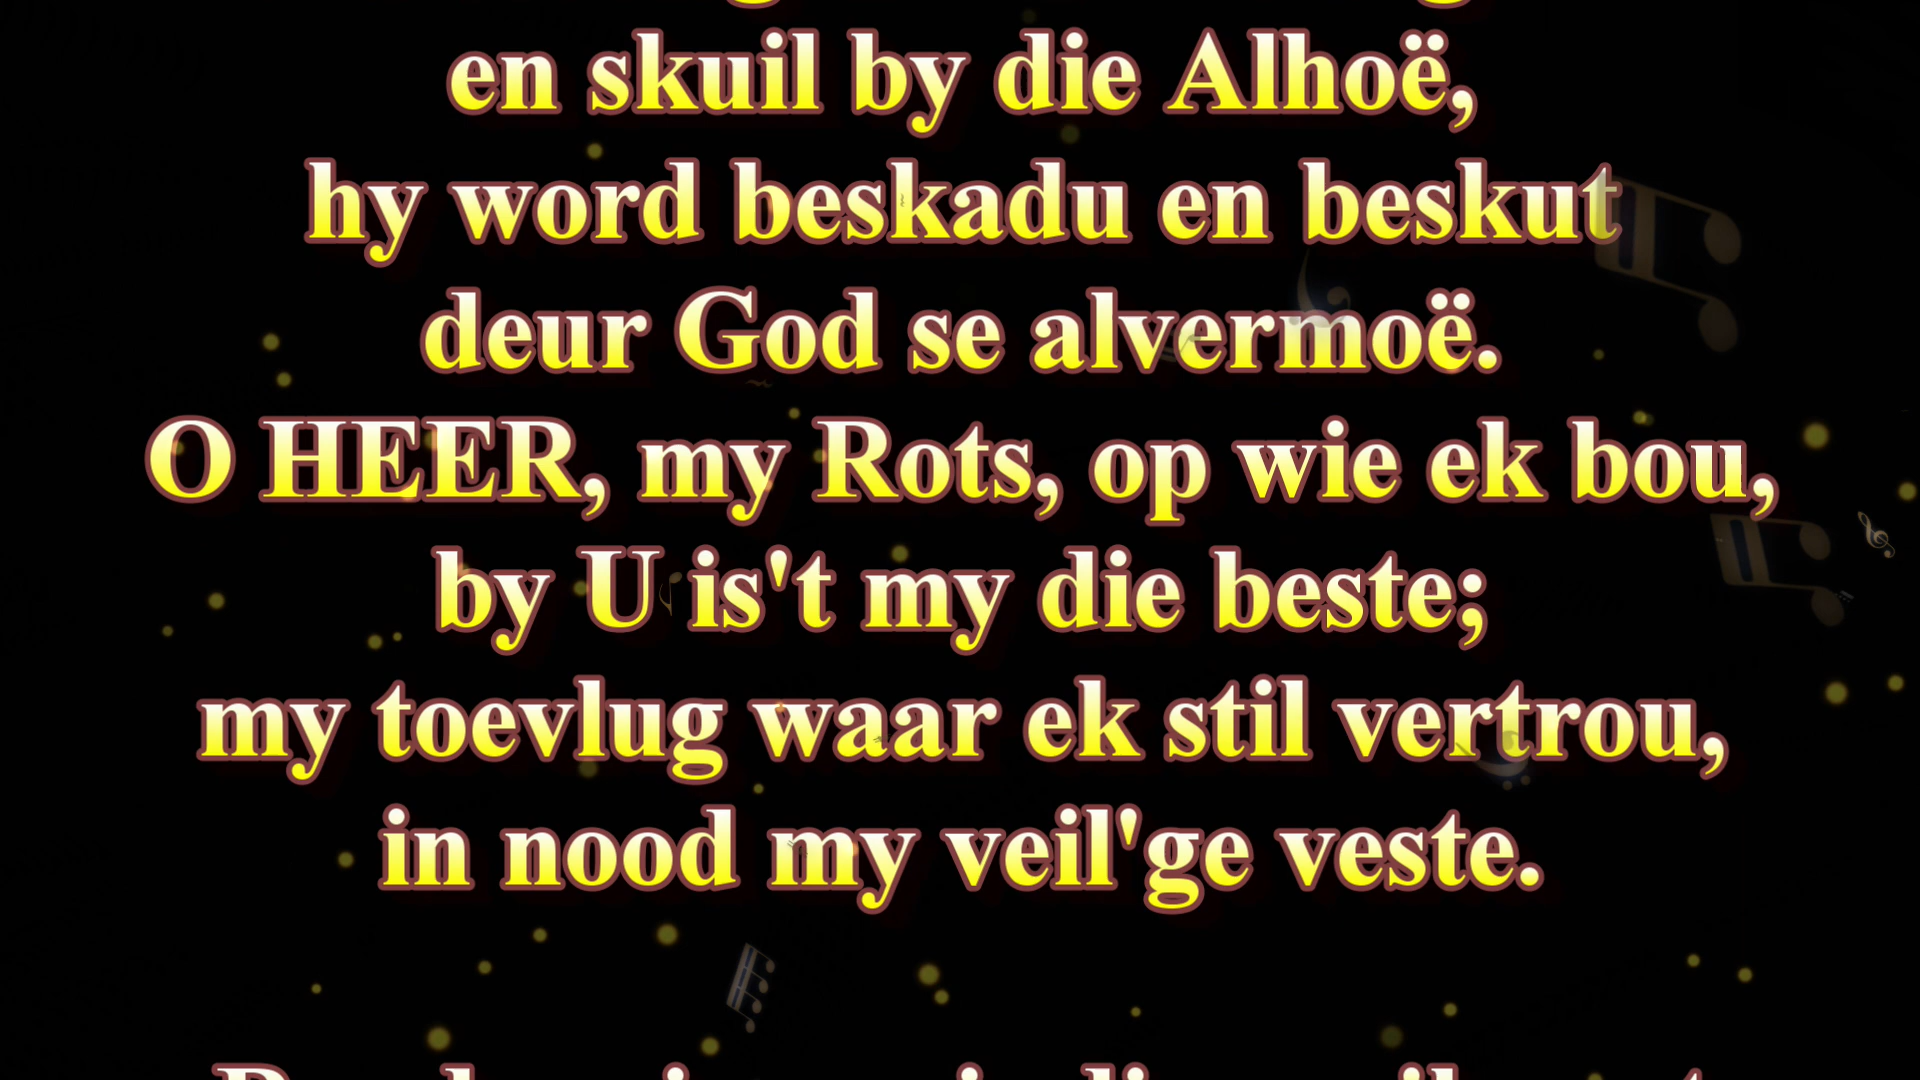 en skuil by die Alhoë,
hy word beskadu en beskut
deur God se alvermoë.
O HEER, my Rots, op wie ek bou,
by U is't my die beste;
my toevlug waar ek stil vertrou,
in nood my veil'ge veste.